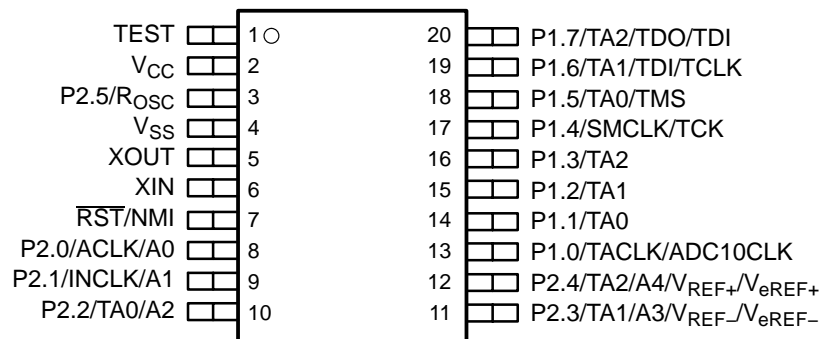 TEST 1 20 P1.7/TA2/TDO/TDI
VCC 2 19 P1.6/TA1/TDI/TCLK
P2.5/ROSC 3 18 P1.5/TA0/TMS
VSS 4 17 P1.4/SMCLK/TCK
XOUT 5 16 P1.3/TA2
XIN 6 15 P1.2/TA1
RST/NMI 7 14 P1.1/TA0
P2.0/ACLK/A0 8 13 P1.0/TACLK/ADC10CLK
P2.1/INCLK/A1 9 12 P2.4/TA2/A4/VREF+/VeREF+
P2.2/TA0/A2 10 11 P2.3/TA1/A3/VREF−/VeREF−